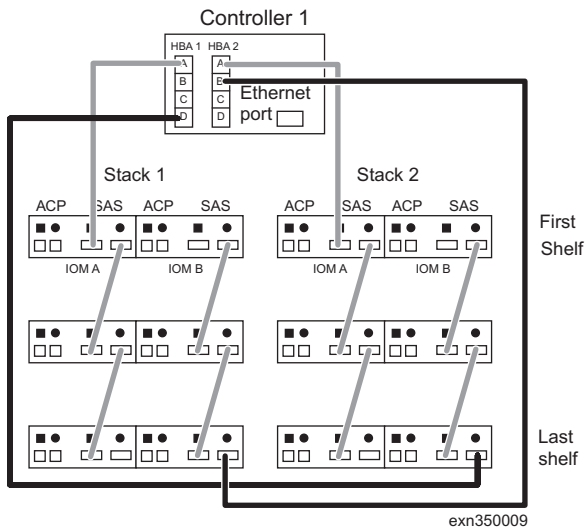 Controller 1
HBA 1 HBA 2
A A
B B
C C
D D
Ethernet
port
Stack 1 Stack 2
ACP SAS ACP SAS ACP SAS ACP SAS
First
Shelf
IOM A IOM B IOM A IOM B
Last
shelf
exn350009